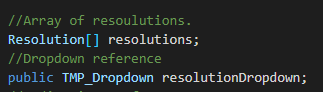 //Array of resoulutions.
Resolution[] resolutions;
//Dropdown reference
public TMP_Dropdown resolutionDropdown;